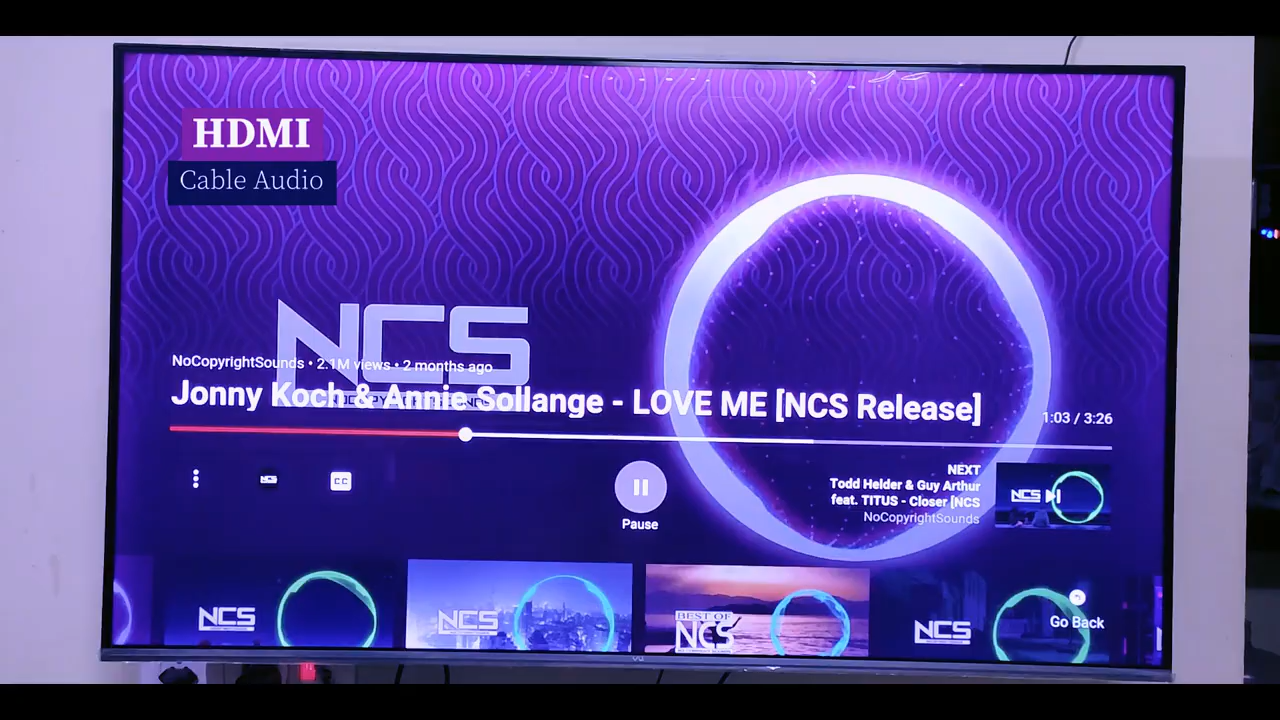 HDMI
Cable Audio
NCS
NoCopyrightSounds • 2.1M views • 2 months ago
Jonny Koch & Annie Sollange - LOVE ME [NCS Release]
1:03 / 3:26
CC
NEXT
Todd Helder & Guy Arthur
feat. TITUS - Closer [NCS
NoCopyrightSounds
NCS
Pause
NCS
NCS
BEST OF
NCS
NCS
Go Back